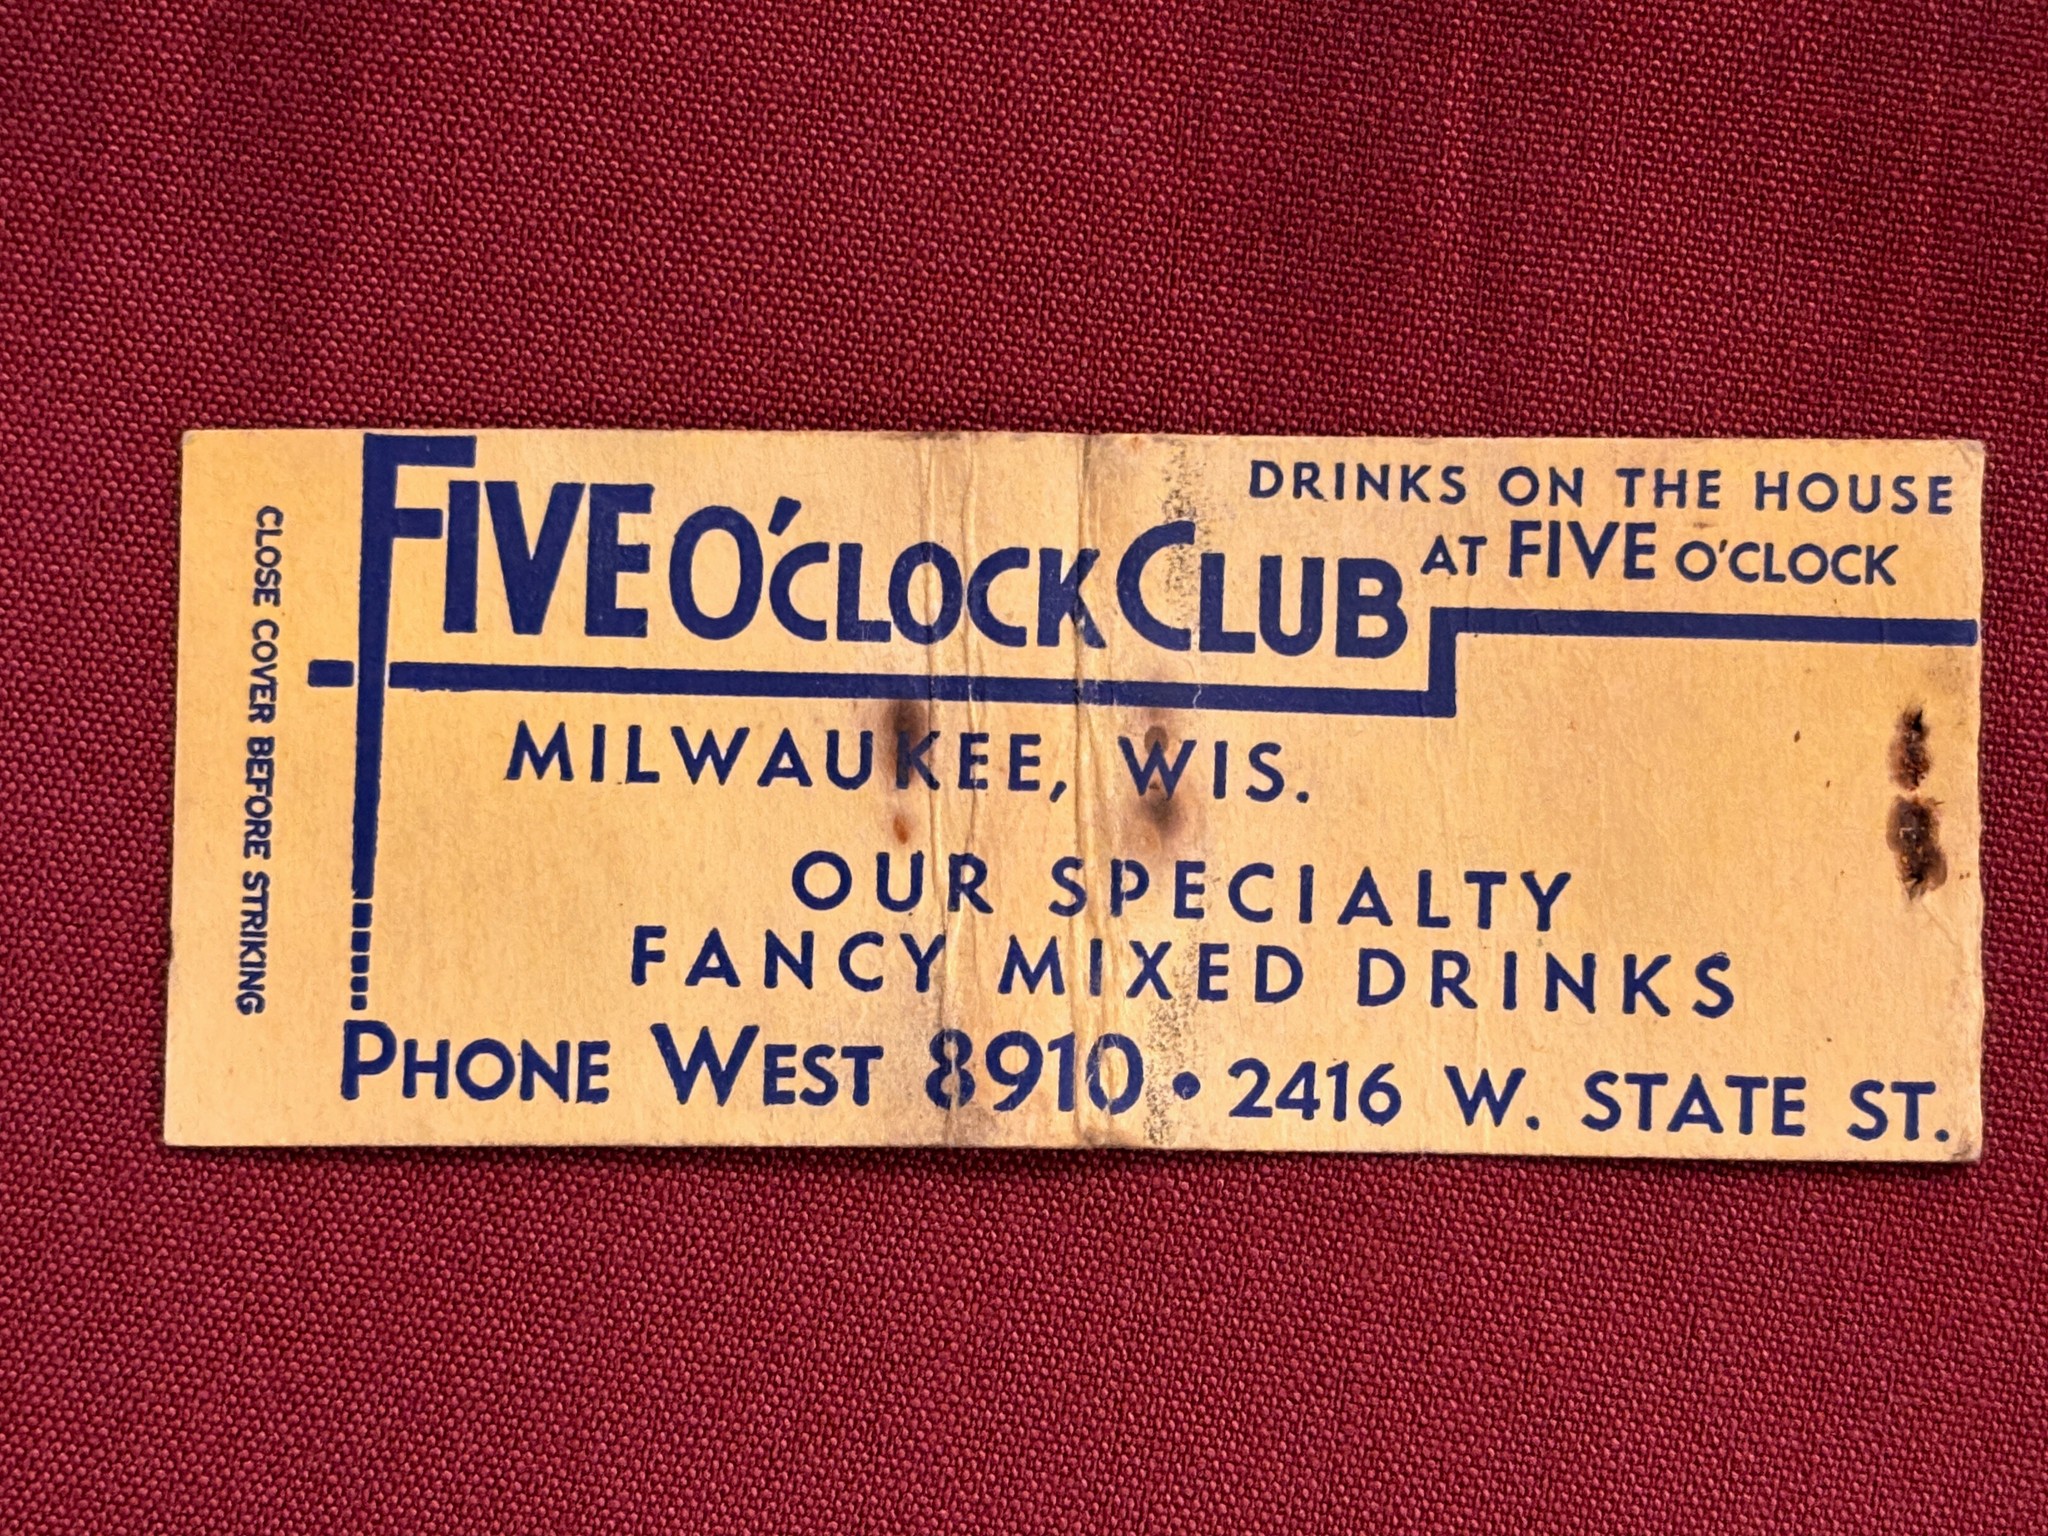 CLOSE COVER BEFORE STRIKING
FIVE O'CLOCK CLUB
DRINKS ON THE HOUSE
AT FIVE O'CLOCK
MILWAUKEE, WIS.
OUR SPECIALTY
FANCY MIXED DRINKS
PHONE WEST 8910 • 2416 W. STATE ST.